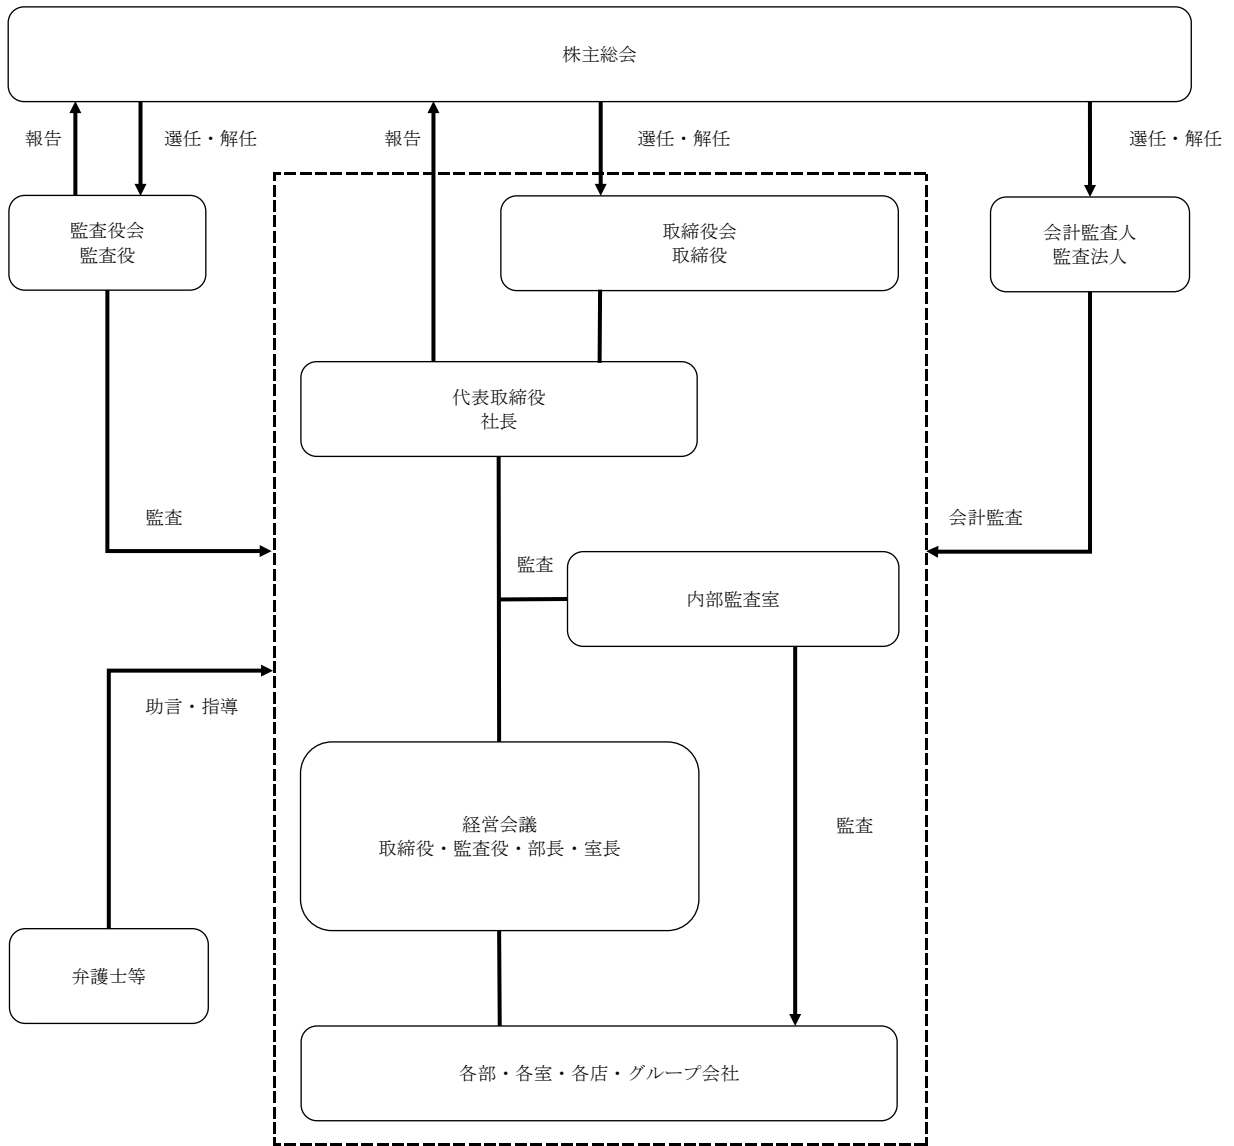 株主総会
報告
選任・解任
報告
選任・解任
選任・解任
監査役会
監査役
取締役会
取締役
会計監査人
監査法人
代表取締役
社長
監査
会計監査
監査
内部監査室
助言・指導
経営会議
取締役・監査役・部長・室長
監査
弁護士等
各部・各室・各店・グループ会社